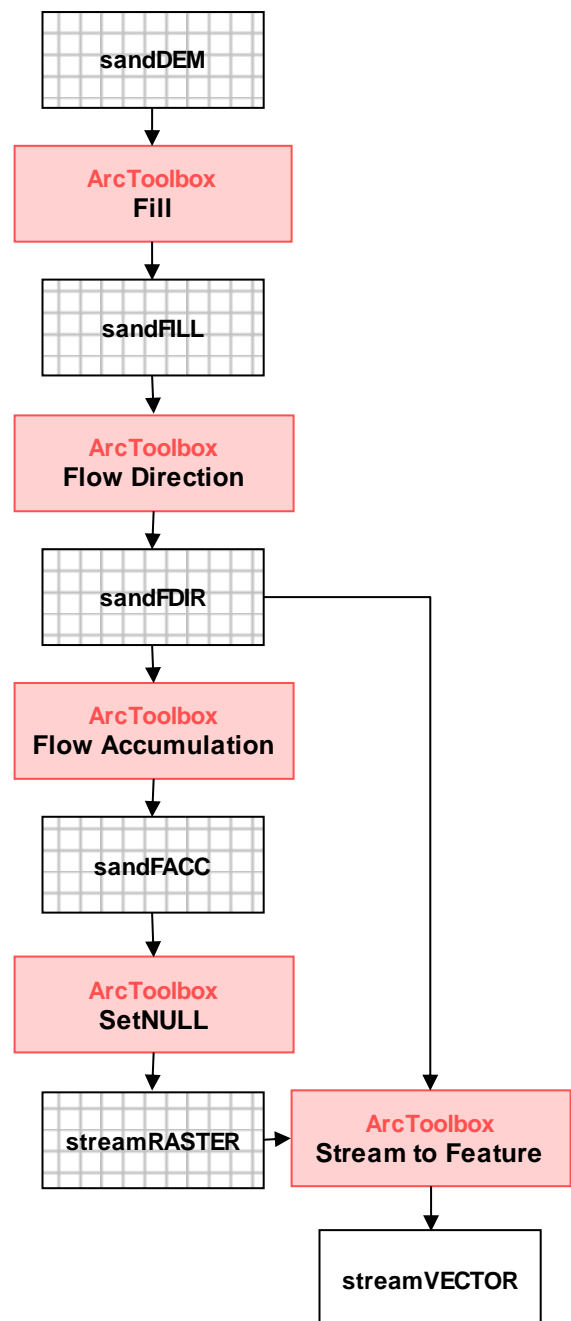 sandDEM
ArcToolbox
Fill
sandFILL
ArcToolbox
Flow Direction
sandFDIR
ArcToolbox
Flow Accumulation
sandFACC
ArcToolbox
SetNULL
streamRASTER
ArcToolbox
Stream to Feature
streamVECTOR